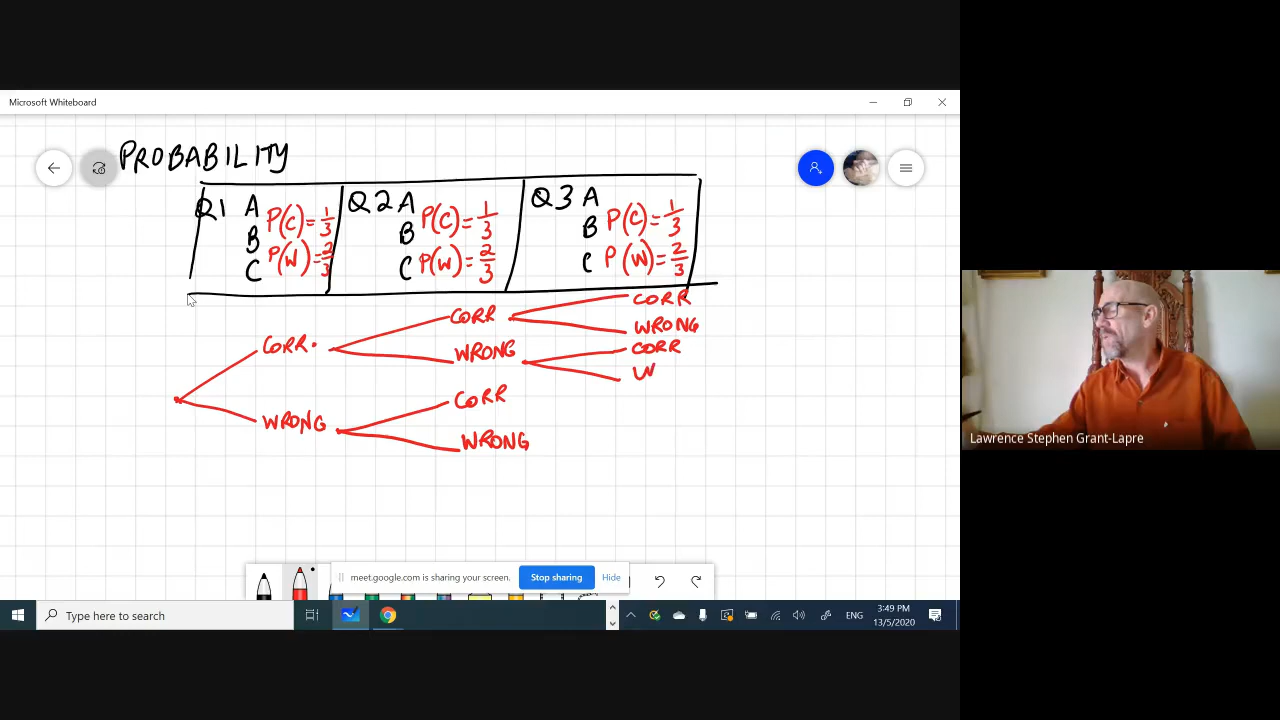 Microsoft Whiteboard
PROBABILITY
Q1 A P(C)=1/3
B
C P(W)=2/3
Q2 A P(C)=1/3
B
C P(W)=2/3
Q3 A P(C)=1/3
B
C P(W)=2/3
CORR.
WRONG
CORR
WRONG
CORR
WRONG
CORR
WRONG
CORR
W
Lawrence Stephen Grant-Lapre
meet.google.com is sharing your screen. Stop sharing Hide
Type here to search
ENG
3:49 PM
13/5/2020